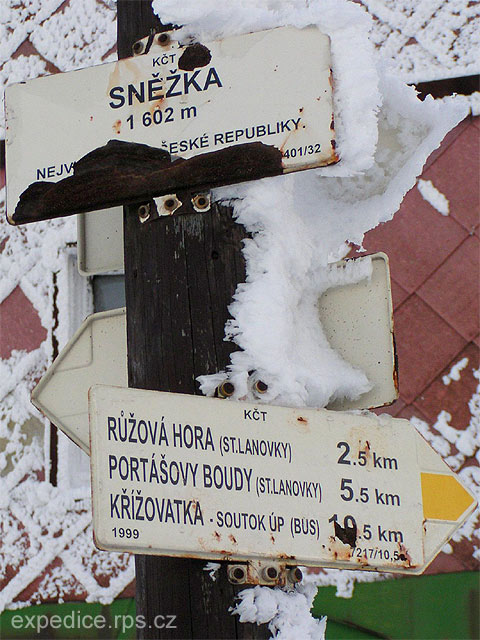 KČT
SNĚŽKA
1 602 m
ESKÉ REPUBLIKY
401/32
KČT
RŮŽOVÁ HORA (ST.LANOVKY) 2.5 km
PORTÁŠOVY BOUDY (ST.LANOVKY) 5.5 km
KŘÍŽOVATKA - SOUTOK ÚP (BUS) 10.5 km
1999
/217/10,5
expedice.rps.cz